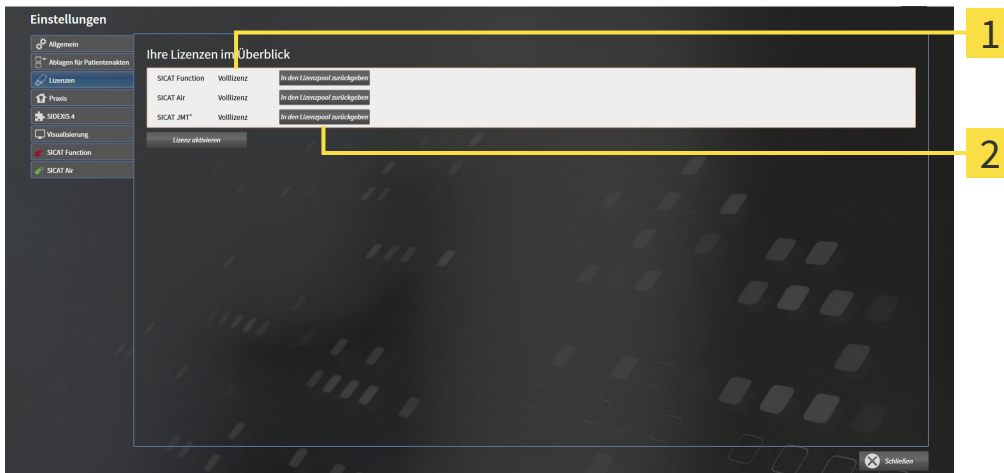 Einstellungen
Allgemein
Ablagen für Patientenakten
Lizenzen
Praxis
SIDEXIS 4
Visualisierung
SICAT Function
SICAT Air
Ihre Lizenzen im Überblick
SICAT Function Volllizenz In den Lizenzpool zurückgeben
SICAT Air Volllizenz In den Lizenzpool zurückgeben
SICAT JMT+ Volllizenz In den Lizenzpool zurückgeben
Lizenz aktivieren
Schließen
1
2